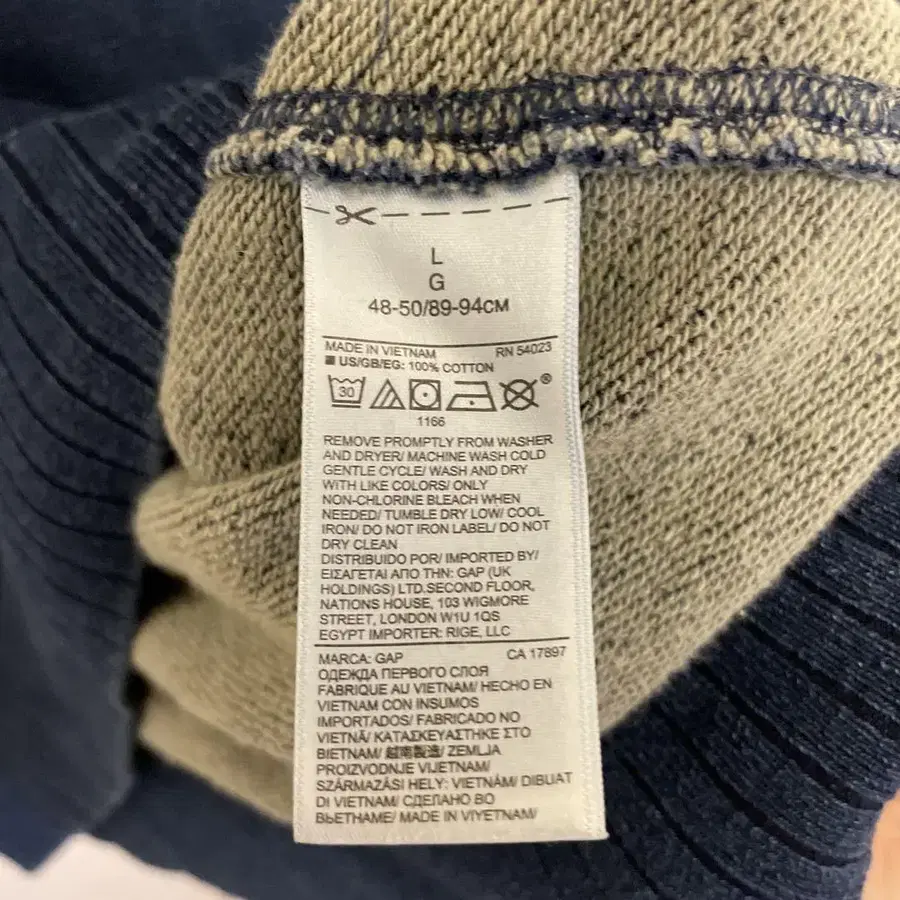 L
G
48-50/89-94CM
MADE IN VIETNAM RN 54023
US/GB/EG: 100% COTTON
30
®
1166
REMOVE PROMPTLY FROM WASHER
AND DRYER/ MACHINE WASH COLD
GENTLE CYCLE/ WASH AND DRY
WITH LIKE COLORS/ ONLY
NON-CHLORINE BLEACH WHEN
NEEDED/ TUMBLE DRY LOW/ COOL
IRON/ DO NOT IRON LABEL/ DO NOT
DRY CLEAN
DISTRIBUIDO POR/ IMPORTED BY/
ΕΙΣΑΓΕΤΑΙ ΑΠΟ ΤΗΝ: GAP (UK
HOLDINGS) LTD.SECOND FLOOR,
NATIONS HOUSE, 103 WIGMORE
STREET, LONDON W1U 1QS
EGYPT IMPORTER: RIGE, LLC
MARCA: GAP CA 17897
ОДЕЖДА ПЕРВОГО СЛОЯ
FABRIQUE AU VIETNAM/ HECHO EN
VIETNAM CON INSUMOS
IMPORTADOS/ FABRICADO NO
VIETNÃ/ ΚΑΤΑΣΚΕΥΑΣΤΗΚΕ ΣΤΟ
ΒΙΕΤΝΑΜ/ 越南製造/ ZEMLJA
PROIZVODNJE VIJETNAM/
SZÁRMAZÁSI HELY: VIETNÁM/ DIBUAT
DI VIETNAM/ СДЕЛАНО ВО
ВЬЕТНАМЕ/ MADE IN VIYETNAM/